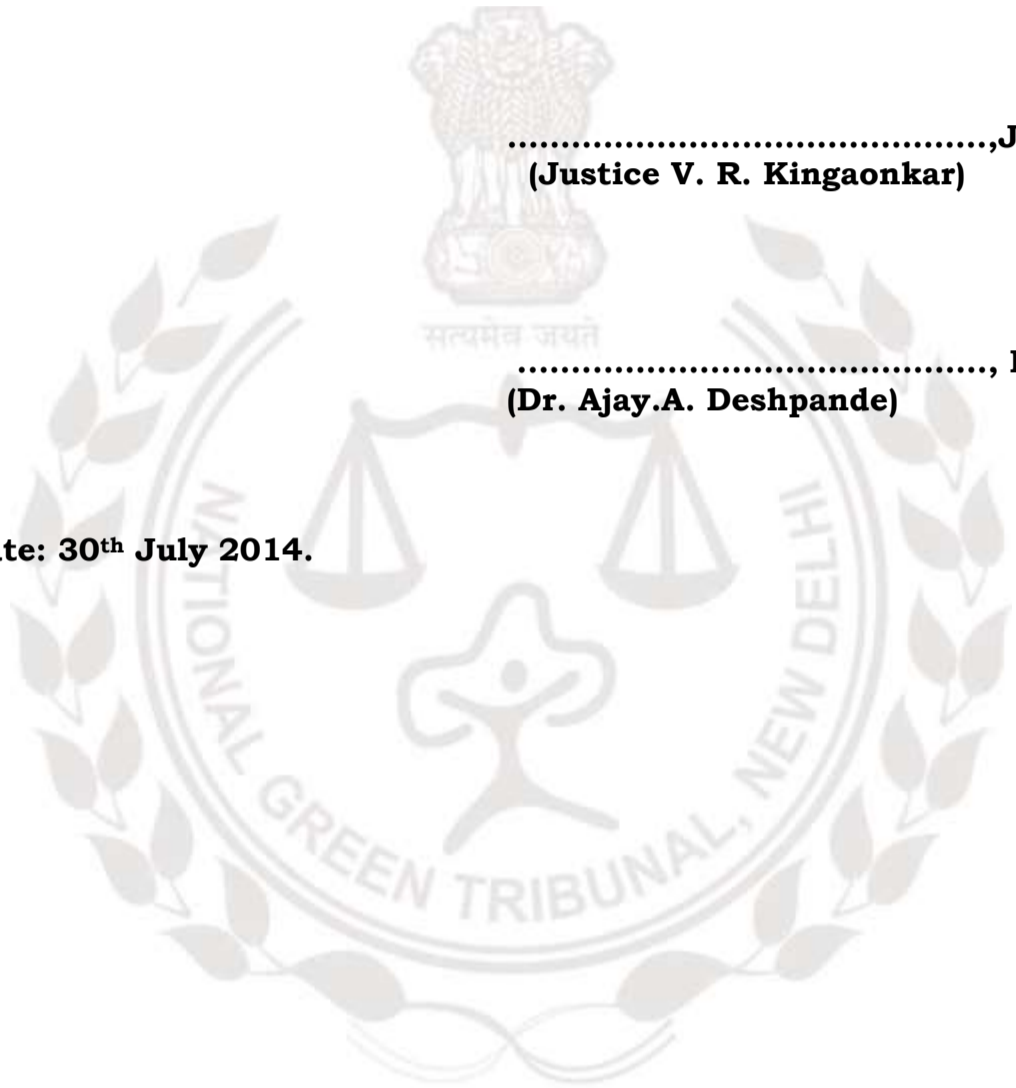 ..............................................,J
(Justice V. R. Kingaonkar)
सत्यमेव जयते
............................................,
(Dr. Ajay.A. Deshpande)
te: 30th July 2014.
NATIONAL GREEN TRIBUNAL, NEW DELHI